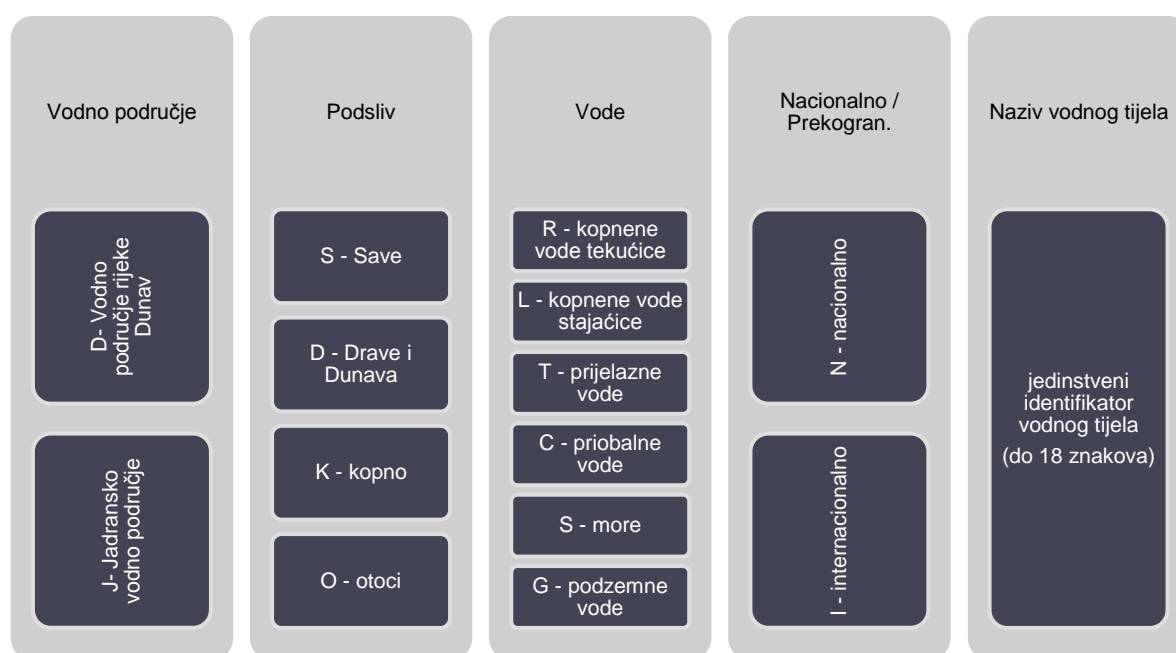 Vodno područje
D- Vodno
područje rijeke
Dunav
J- Jadransko
vodno područje
Podsliv
S - Save
D - Drave i
Dunava
K - kopno
O - otoci
Vode
R - kopnene
vode tekućice
L - kopnene vode
stajaćice
T - prijelazne
vode
C - priobalne
vode
S - more
G - podzemne
vode
Nacionalno /
Prekogran.
N - nacionalno
I - internacionalno
Naziv vodnog tijela
jedinstveni
identifikator
vodnog tijela
(do 18 znakova)